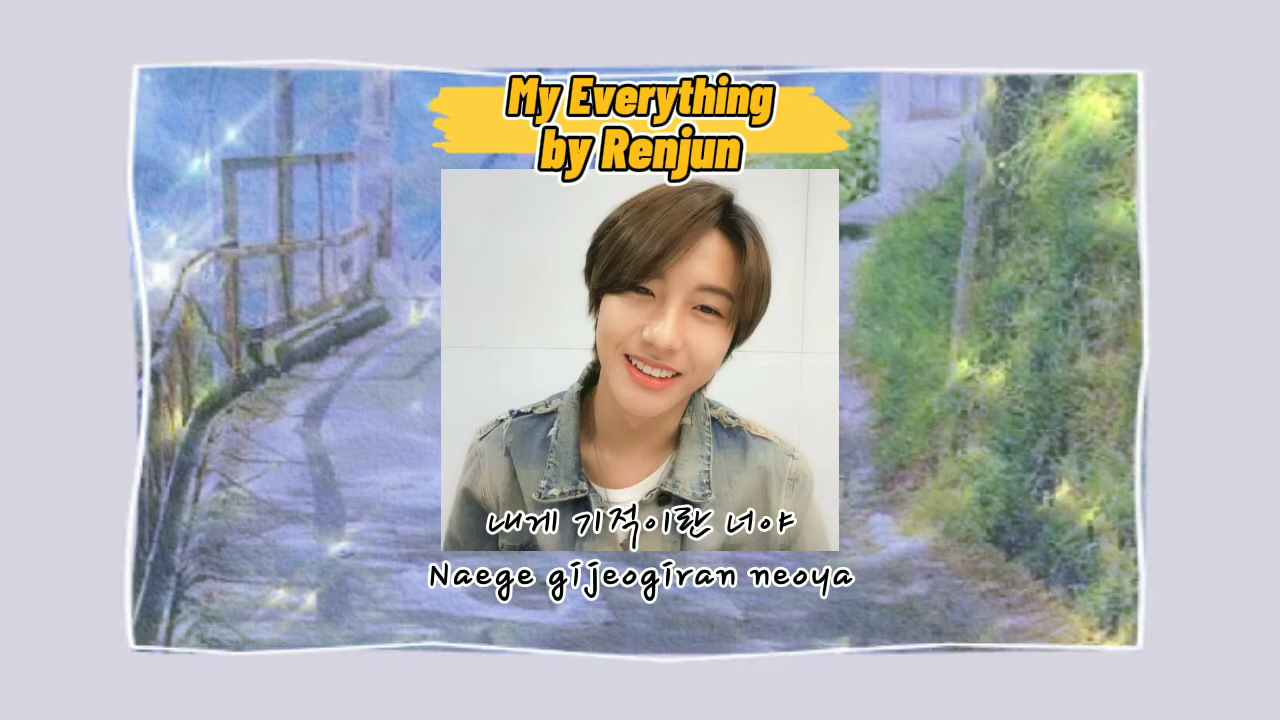 My Everything
by Renjun
내게 기적이란 너야
Naege gijeogiran neoya